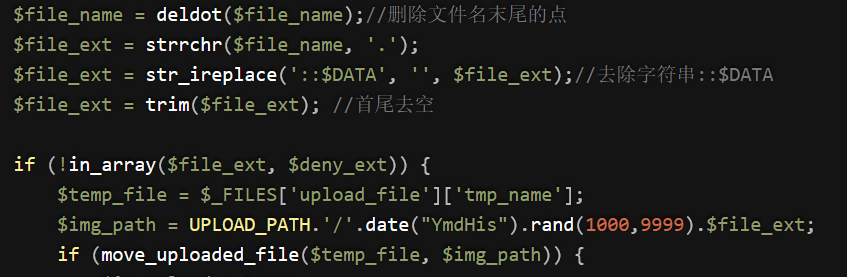 $file_name = deldot($file_name);//删除文件名末尾的点
$file_ext = strrchr($file_name, '.');
$file_ext = str_ireplace('::$DATA', '', $file_ext);//去除字符串::$DATA
$file_ext = trim($file_ext); //首尾去空
if (!in_array($file_ext, $deny_ext)) {
$temp_file = $_FILES['upload_file']['tmp_name'];
$img_path = UPLOAD_PATH.'/'.date("YmdHis").rand(1000,9999).$file_ext;
if (move_uploaded_file($temp_file, $img_path)) {